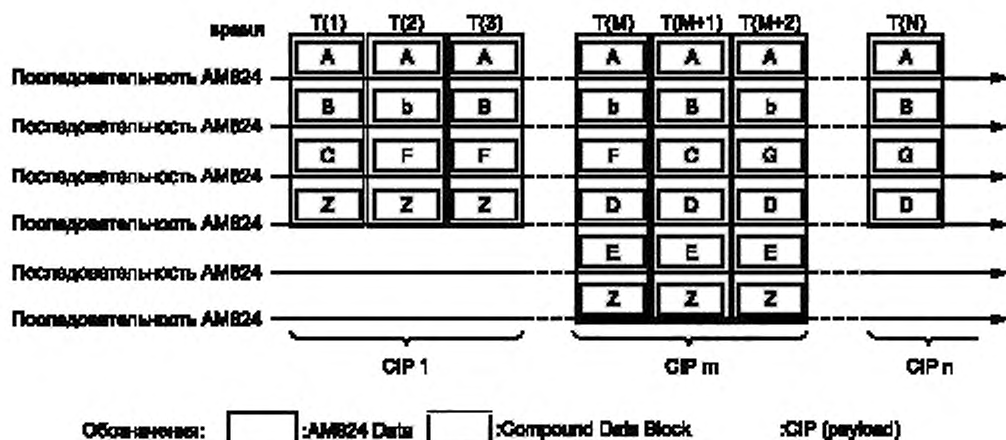 время T(1) T(2) T(3) T(M) T(M+1) T(M+2) T(N)
A A A A A A A
Последовательность AM824
B b B b B b B
Последовательность AM824
C F F F C G G
Последовательность AM824
Z Z Z D D D D
Последовательность AM824
E E E
Последовательность AM824
Z Z Z
Последовательность AM824
CIP 1 CIP m CIP n
Обозначения: :AM824 Data :Compound Data Block :CIP (payload)